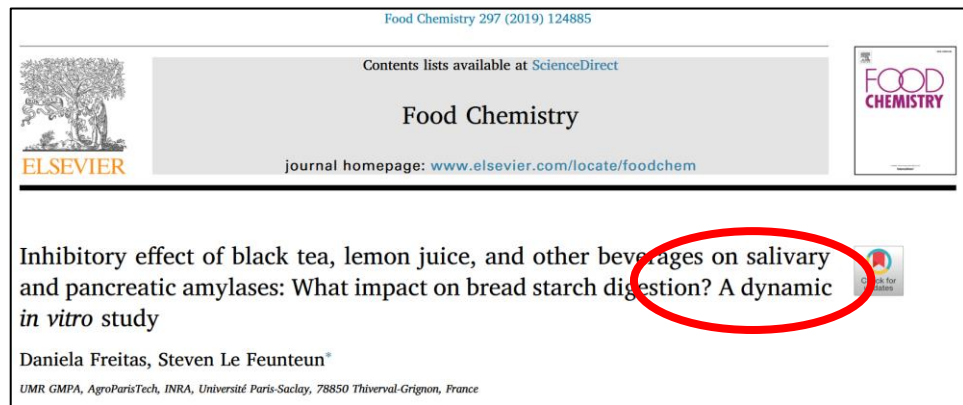 Food Chemistry 297 (2019) 124885
Contents lists available at ScienceDirect
Food Chemistry
journal homepage: www.elsevier.com/locate/foodchem
ELSEVIER
FOOD
CHEMISTRY
Inhibitory effect of black tea, lemon juice, and other beverages on salivary
and pancreatic amylases: What impact on bread starch digestion? A dynamic
in vitro study
Check for
updates
Daniela Freitas, Steven Le Feunteun*
UMR GMPA, AgroParisTech, INRA, Université Paris-Saclay, 78850 Thiverval-Grignon, France